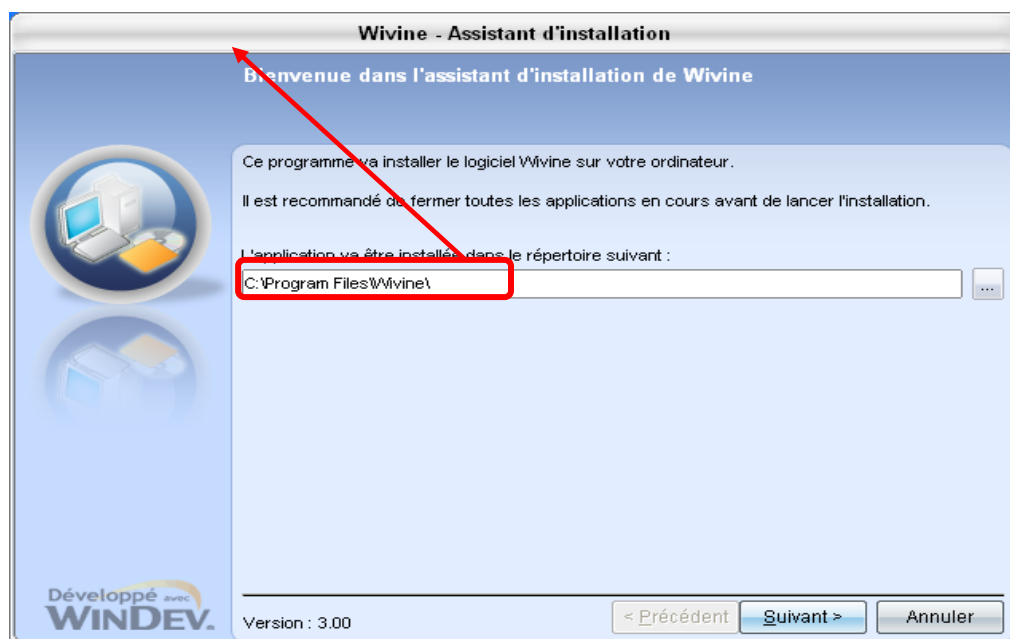 Wivine - Assistant d'installation
Bienvenue dans l'assistant d'installation de Wivine
Ce programme va installer le logiciel Wivine sur votre ordinateur.
Il est recommandé de fermer toutes les applications en cours avant de lancer l'installation.
L'application va être installée dans le répertoire suivant :
C:\Program Files\Wivine\
...
Développé avec
WINDEV.
Version : 3.00
< Précédent
Suivant >
Annuler